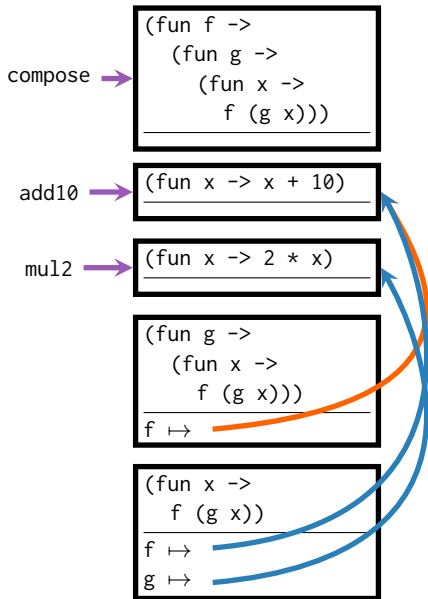 compose
(fun f ->
(fun g ->
(fun x ->
f (g x)))
add10
(fun x -> x + 10)
mul2
(fun x -> 2 * x)
(fun g ->
(fun x ->
f (g x)))
f ↦
(fun x ->
f (g x))
f ↦
g ↦